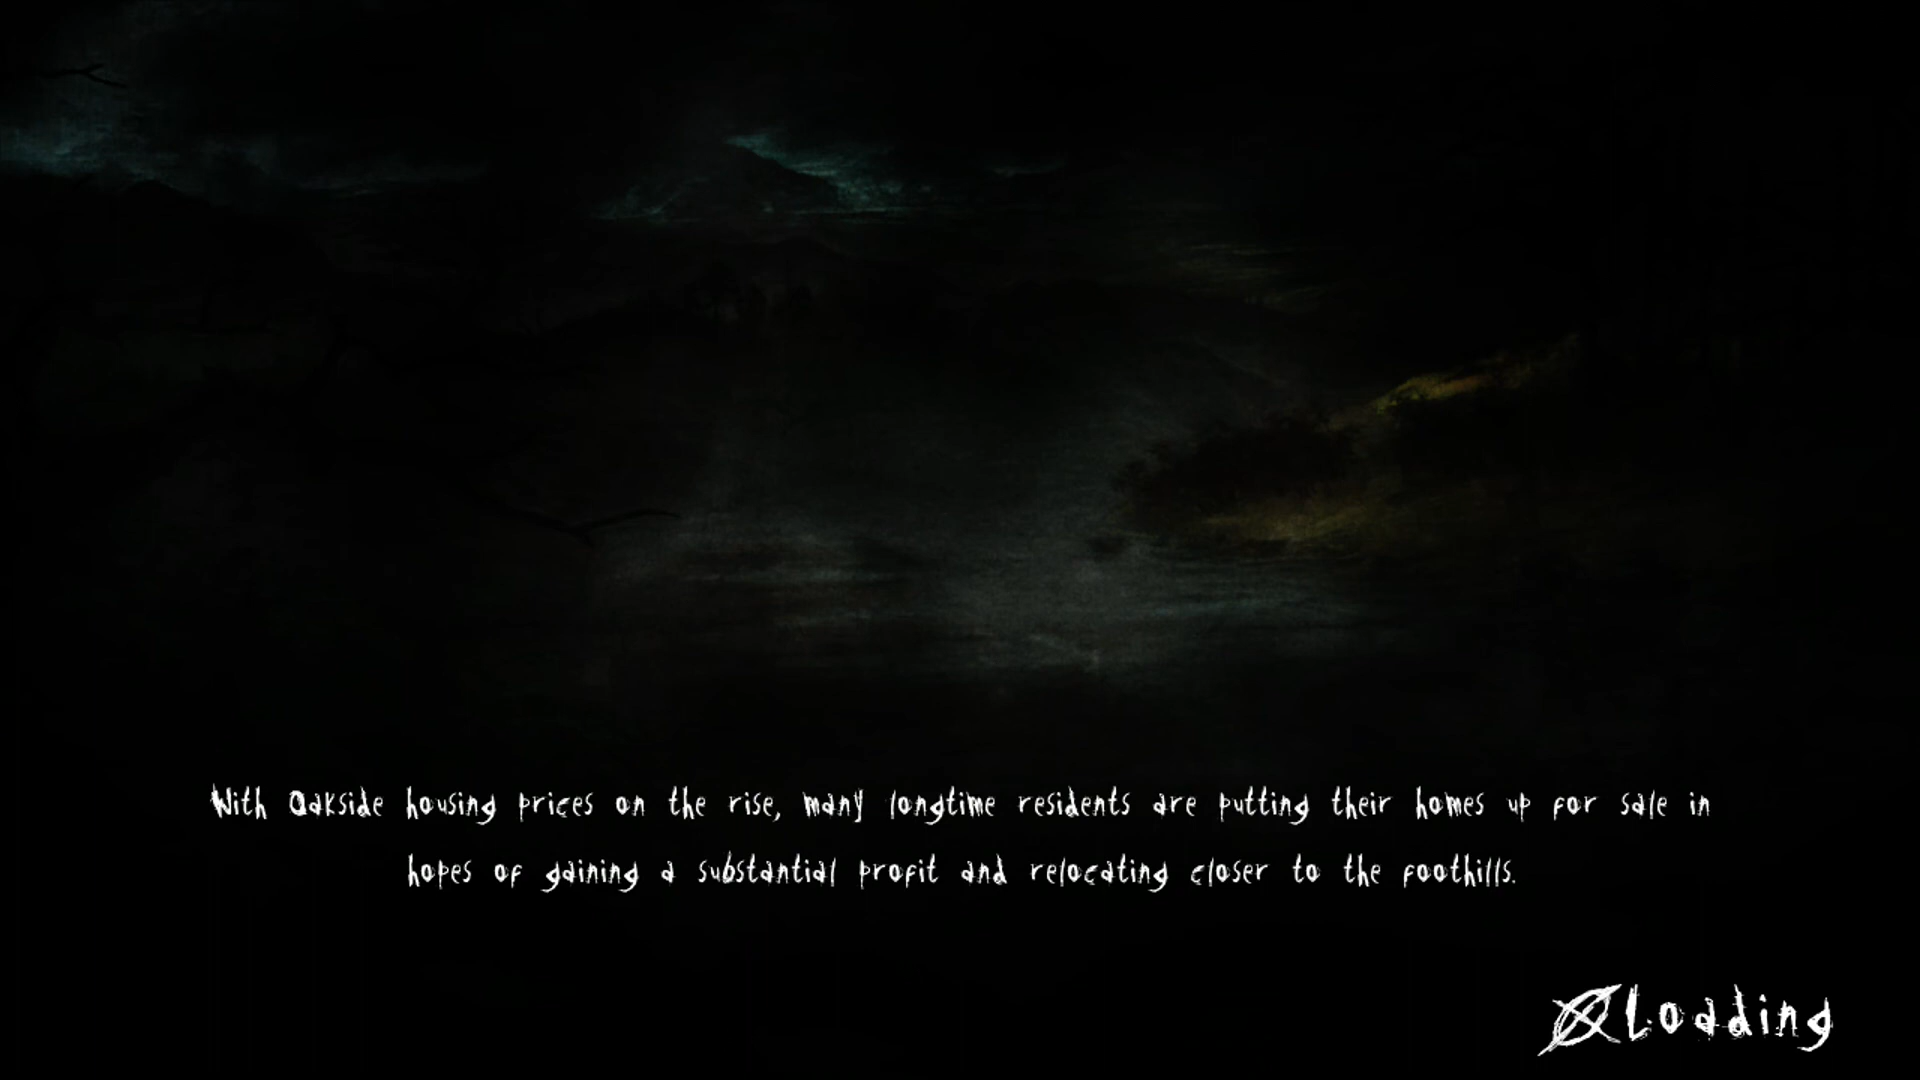 With Oakside housing prices on the rise, many longtime residents are putting their homes up for sale in
hopes of gaining a substantial profit and relocating closer to the foothills.
Loading